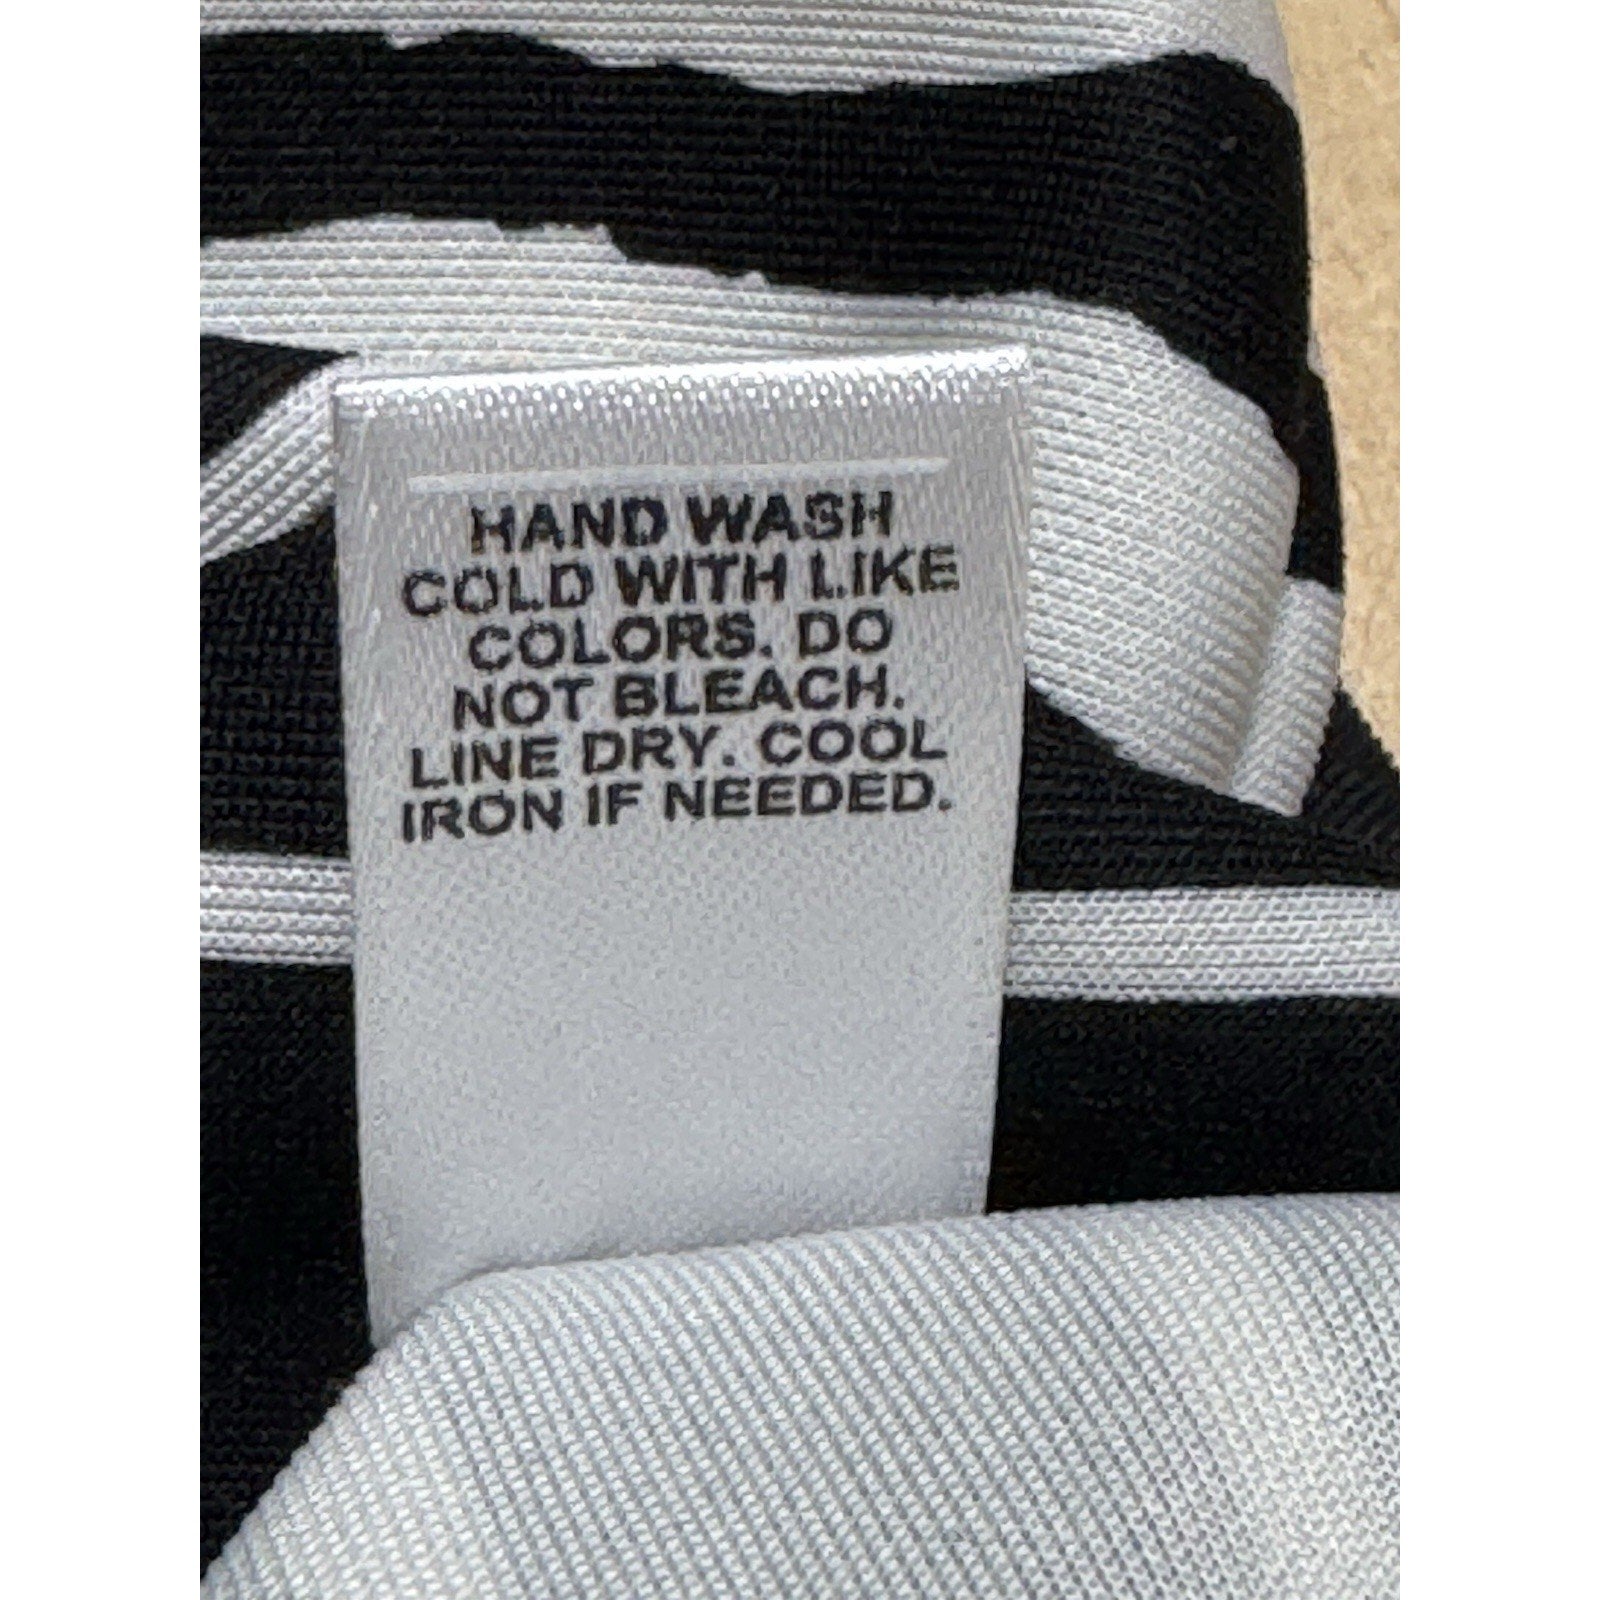 HAND WASH
COLD WITH LIKE
COLORS. DO
NOT BLEACH.
LINE DRY. COOL
IRON IF NEEDED.